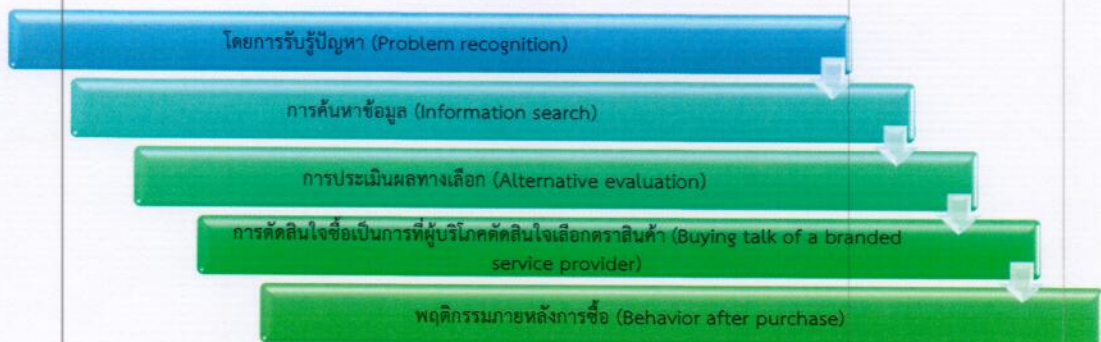 โดยการรับรู้ปัญหา (Problem recognition)
การค้นหาข้อมูล (Information search)
การประเมินผลทางเลือก (Alternative evaluation)
การตัดสินใจซื้อเป็นการที่ผู้บริโภคตัดสินใจเลือกตราสินค้า (Buying talk of a branded
service provider)
พฤติกรรมภายหลังการซื้อ (Behavior after purchase)